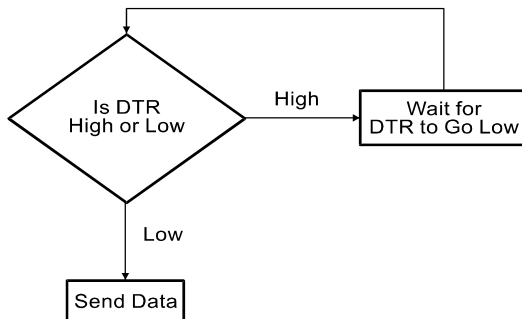 Is DTR
High or Low
High
Wait for
DTR to Go Low
Low
Send Data